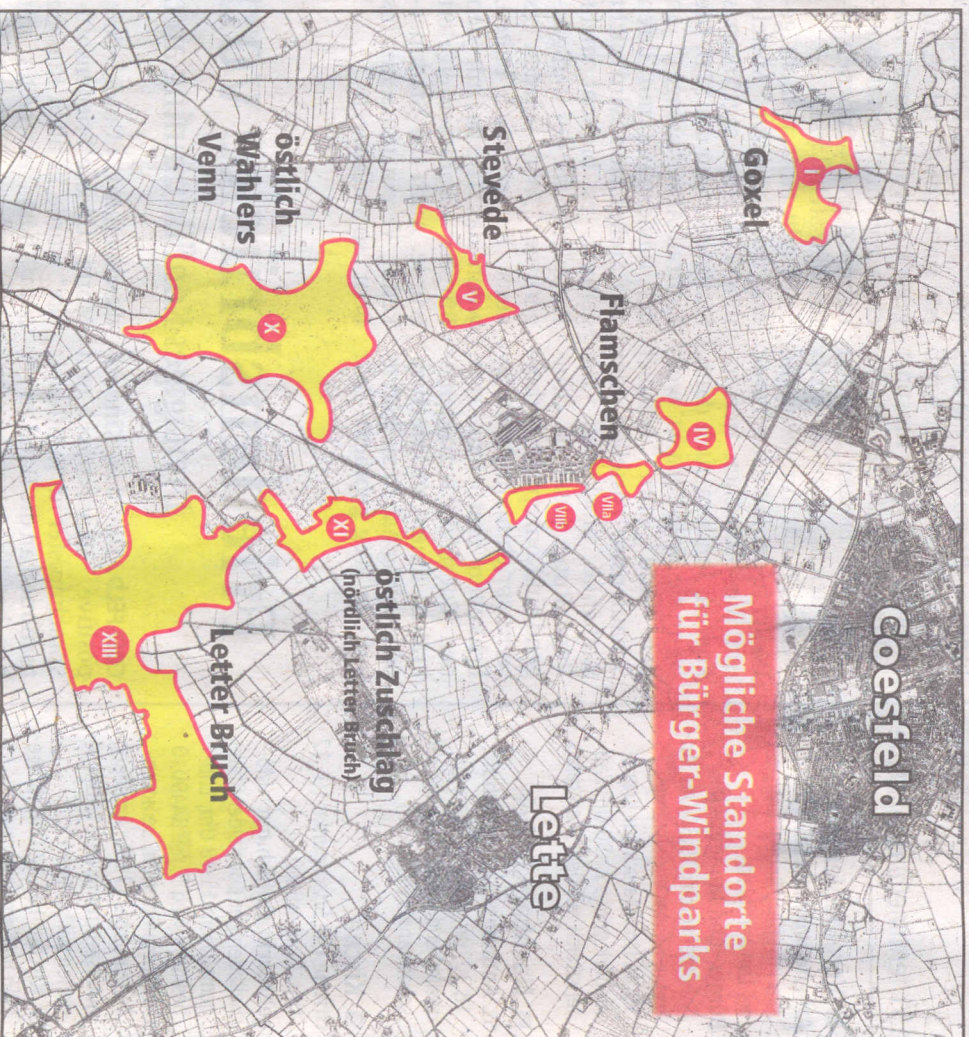 Coesfeld
Mögliche Standorte
für Bürger-Windparks
Goxel
I
IV
Flamschen
VIIa
VIIb
Lette
Stevede
V
östlich
Wahlers
Venn
X
östlich Zuschlag
(nördlich Letter Bruch)
XI
Letter Bruch
XIII